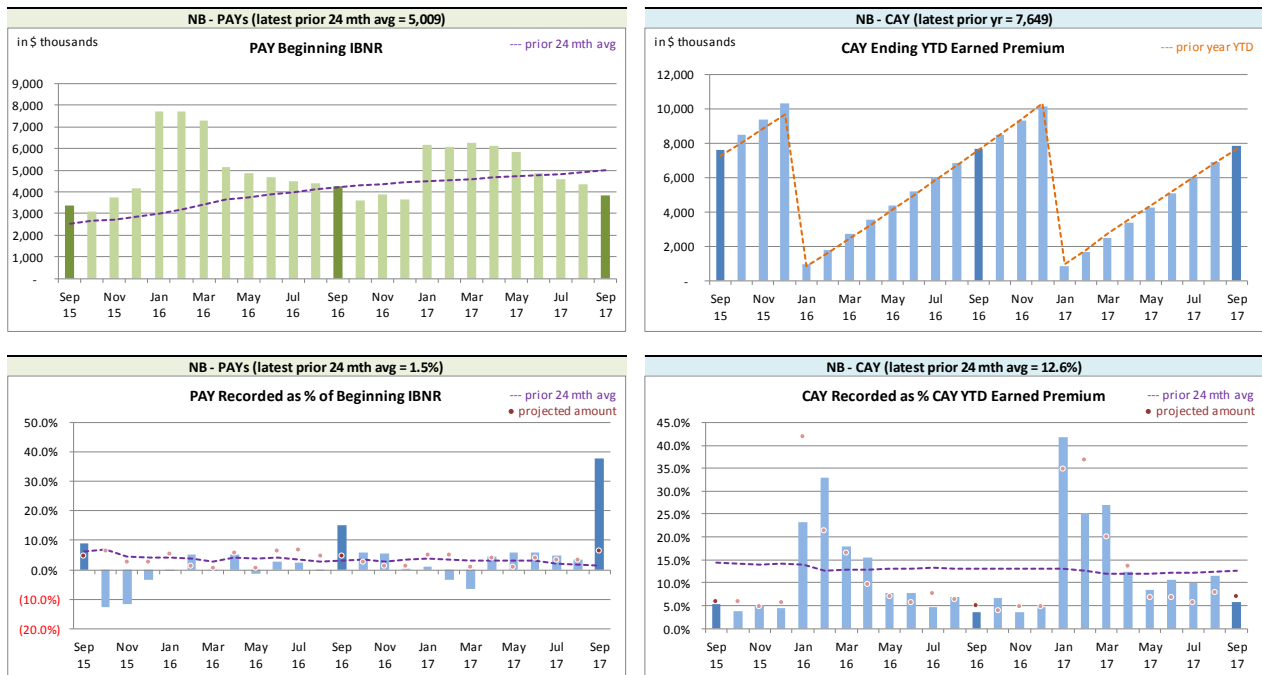 NB - PAYs (latest prior 24 mth avg = 5,009)
in $ thousands
PAY Beginning IBNR
--- prior 24 mth avg
9,000
8,000
7,000
6,000
5,000
4,000
3,000
2,000
1,000
-
Sep Nov Jan Mar May Jul Sep Nov Jan Mar May Jul Sep
15 15 16 16 16 16 16 16 17 17 17 17 17
NB - CAY (latest prior yr = 7,649)
in $ thousands
CAY Ending YTD Earned Premium
--- prior year YTD
12,000
10,000
8,000
6,000
4,000
2,000
-
Sep Nov Jan Mar May Jul Sep Nov Jan Mar May Jul Sep
15 15 16 16 16 16 16 16 17 17 17 17 17
NB - PAYs (latest prior 24 mth avg = 1.5%)
PAY Recorded as % of Beginning IBNR
--- prior 24 mth avg
● projected amount
50.0%
40.0%
30.0%
20.0%
10.0%
0.0%
(10.0%)
(20.0%)
Sep Nov Jan Mar May Jul Sep Nov Jan Mar May Jul Sep
15 15 16 16 16 16 16 16 17 17 17 17 17
NB - CAY (latest prior 24 mth avg = 12.6%)
CAY Recorded as % CAY YTD Earned Premium
--- prior 24 mth avg
● projected amount
45.0%
40.0%
35.0%
30.0%
25.0%
20.0%
15.0%
10.0%
5.0%
0.0%
Sep Nov Jan Mar May Jul Sep Nov Jan Mar May Jul Sep
15 15 16 16 16 16 16 16 17 17 17 17 17